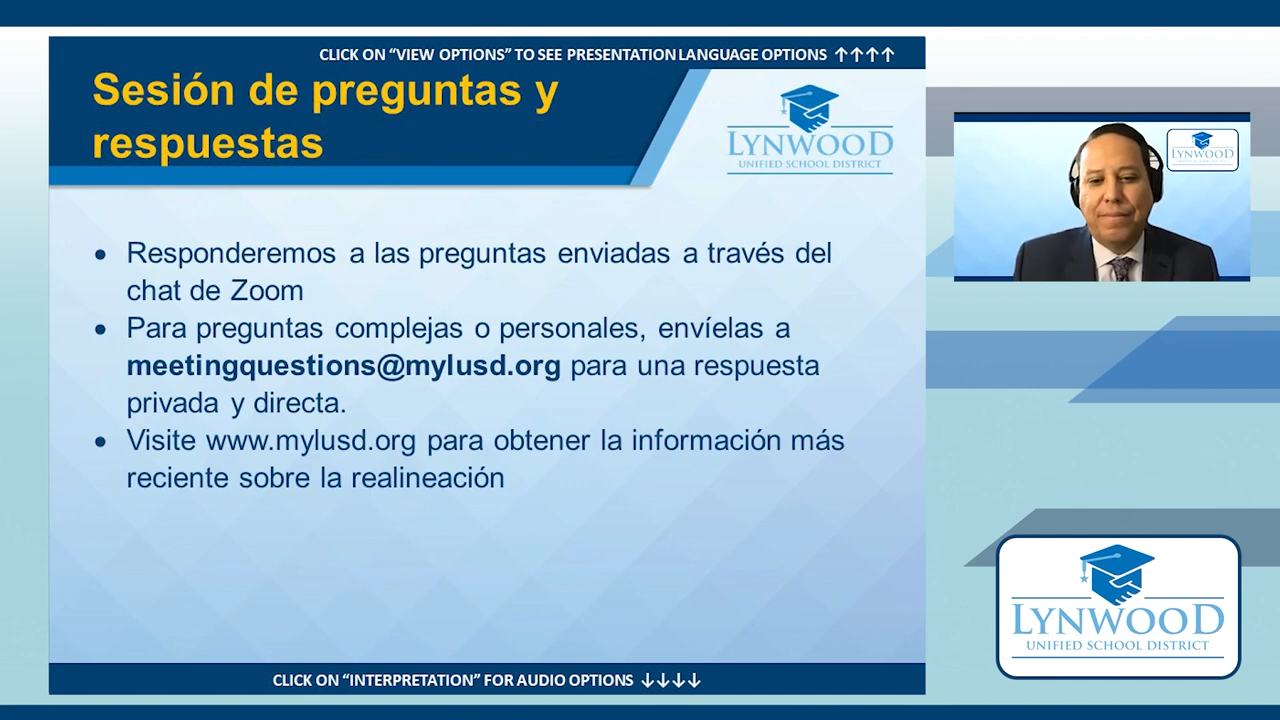 CLICK ON “VIEW OPTIONS” TO SEE PRESENTATION LANGUAGE OPTIONS ↑↑↑↑
Sesión de preguntas y
respuestas
LYNWOOD
UNIFIED SCHOOL DISTRICT
LYNWOOD
• Responderemos a las preguntas enviadas a través del
chat de Zoom
• Para preguntas complejas o personales, envíelas a
meetingquestions@mylusd.org para una respuesta
privada y directa.
• Visite www.mylusd.org para obtener la información más
reciente sobre la realineación
LYNWOOD
UNIFIED SCHOOL DISTRICT
CLICK ON “INTERPRETATION” FOR AUDIO OPTIONS ↓↓↓↓